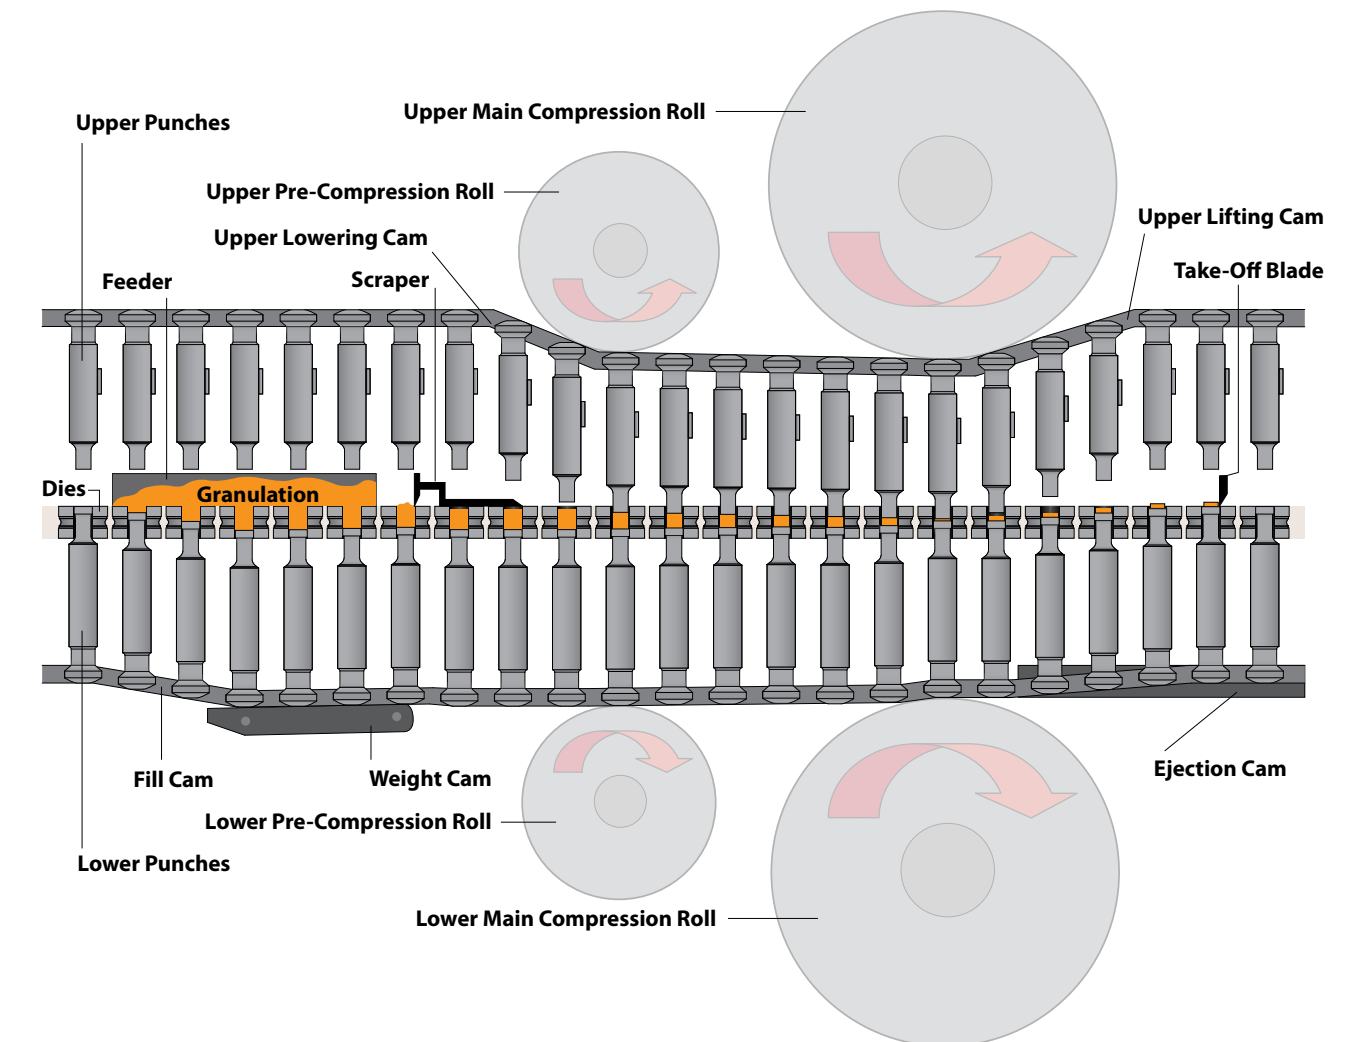 Upper Main Compression Roll
Upper Punches
Upper Pre-Compression Roll
Upper Lifting Cam
Upper Lowering Cam
Take-Off Blade
Feeder
Scraper
Dies
Granulation
Fill Cam
Weight Cam
Ejection Cam
Lower Pre-Compression Roll
Lower Punches
Lower Main Compression Roll